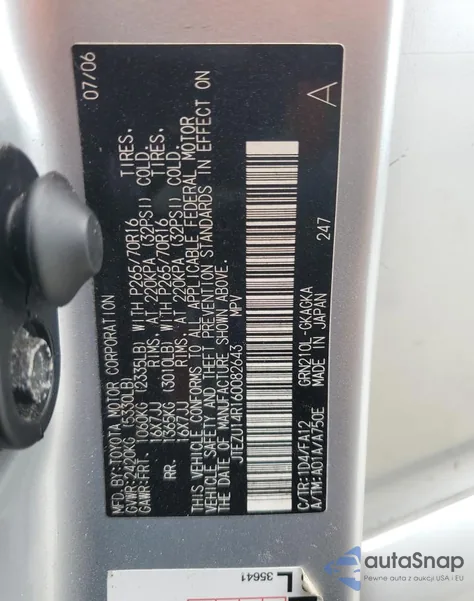 07/06
MFD.BY:TOYOTA MOTOR CORPORATION
GVWR:2420KG(5330LB)
GAWR:FRT. 1060KG (2335LB) WITH P265/70R16 TIRES.
16X7JJ RIMS, AT 220KPA (32PSI) COLD.
RR. 1365KG (3010LB) WITH P265/70R16 TIRES.
16X7JJ RIMS, AT 220KPA (32PSI) COLD.
THIS VEHICLE CONFORMS TO ALL APPLICABLE FEDERAL MOTOR
VEHICLE SAFETY AND THEFT PREVENTION STANDARDS IN EFFECT ON
THE DATE OF MANUFACTURE SHOWN ABOVE.
JTEZU14R160082643 MPV
A
247
C/TR:1D4/FA12 GRN210L-GKAGKA
A/TM:A01A/A750E MADE IN JAPAN
35641
L
autaSnap
Pewne auto z dopłatą USA i EU